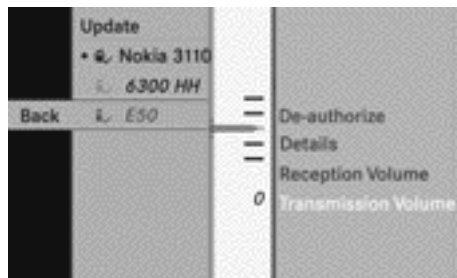 Update
• Nokia 3110
6300 HH
Back
E50
De-authorize
Details
Reception Volume
0
Transmission Volume